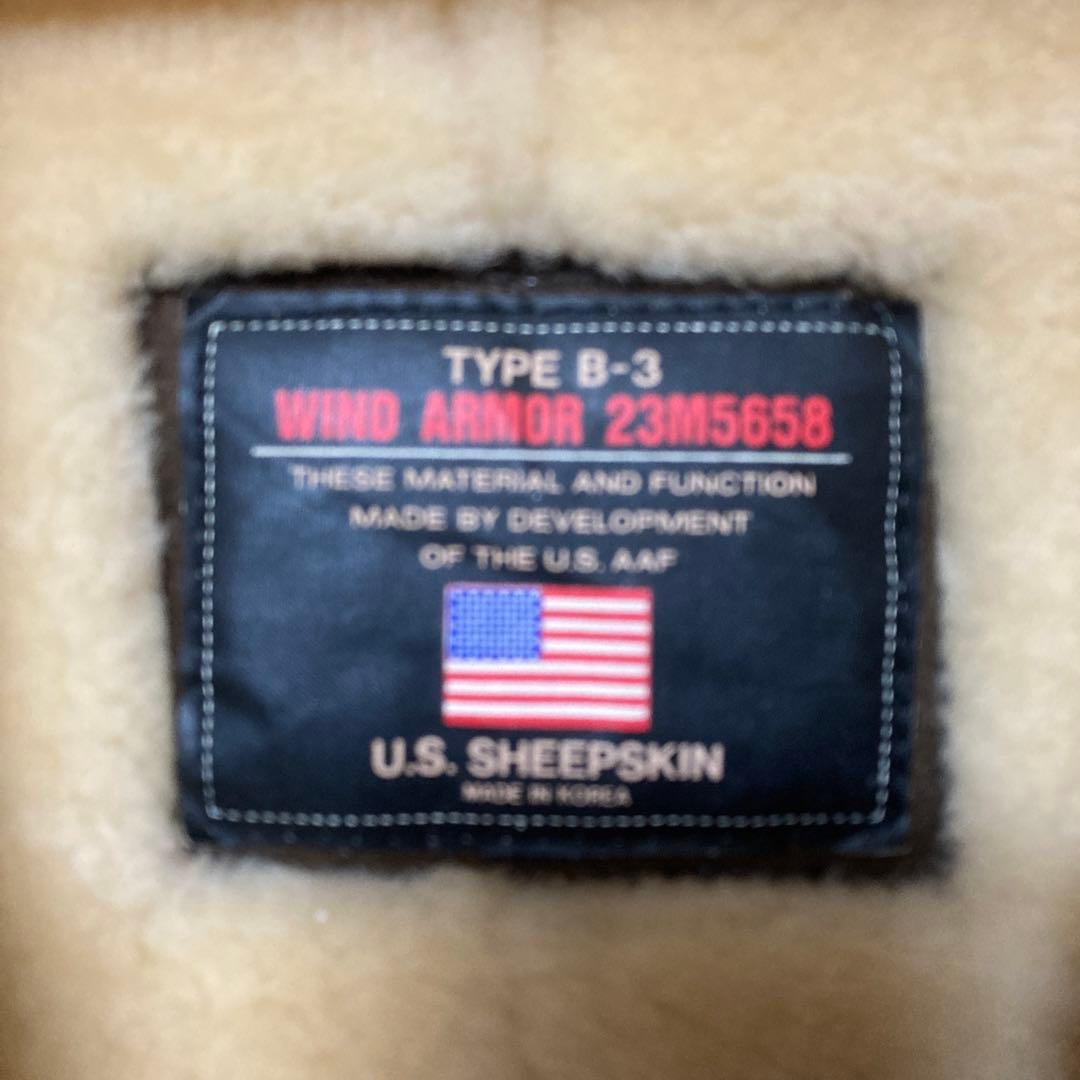 TYPE B-3
WIND ARMOR 23M5658
THESE MATERIAL AND FUNCTION
MADE BY DEVELOPMENT
OF THE U.S. AAF
U.S. SHEEPSKIN
MADE IN KOREA